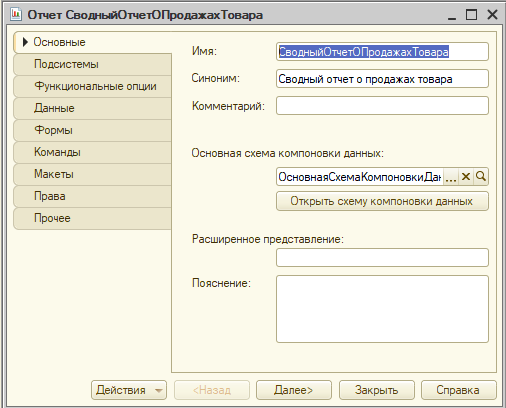 Отчет СводныйОтчетОПродажахТовара
Основные
Подсистемы
Функциональные опции
Данные
Формы
Команды
Макеты
Права
Прочее
Имя: СводныйОтчетОПродажахТовара
Синоним: Сводный отчет о продажах товара
Комментарий:
Основная схема компоновки данных:
ОсновнаяСхемаКомпоновкиДан ...
Открыть схему компоновки данных
Расширенное представление:
Пояснение:
Действия <Назад Далее> Закрыть Справка